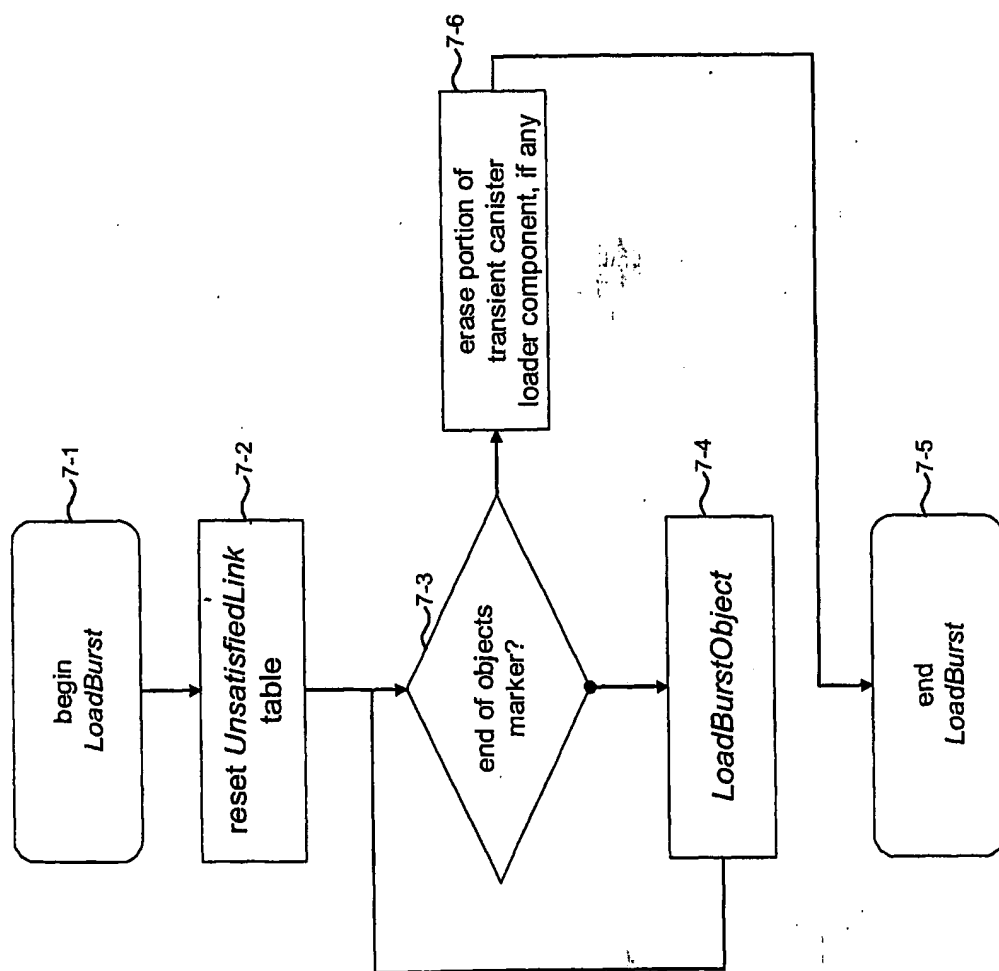 begin
LoadBurst
7-1
reset UnsatisfiedLink
table
7-2
end of objects
marker?
7-3
LoadBurstObject
7-4
end
LoadBurst
7-5
erase portion of
transient canister
loader component, if any
7-6